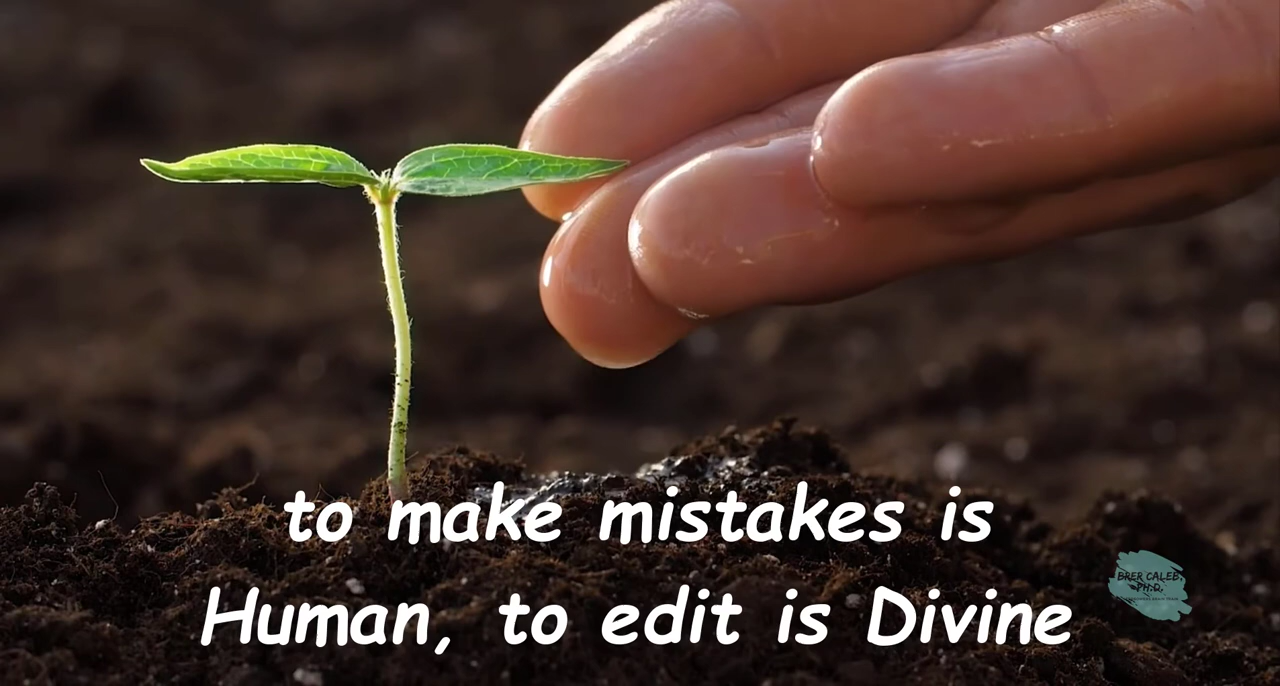 to make mistakes is
Human, to edit is Divine
BRER CALEB,
PH.D.